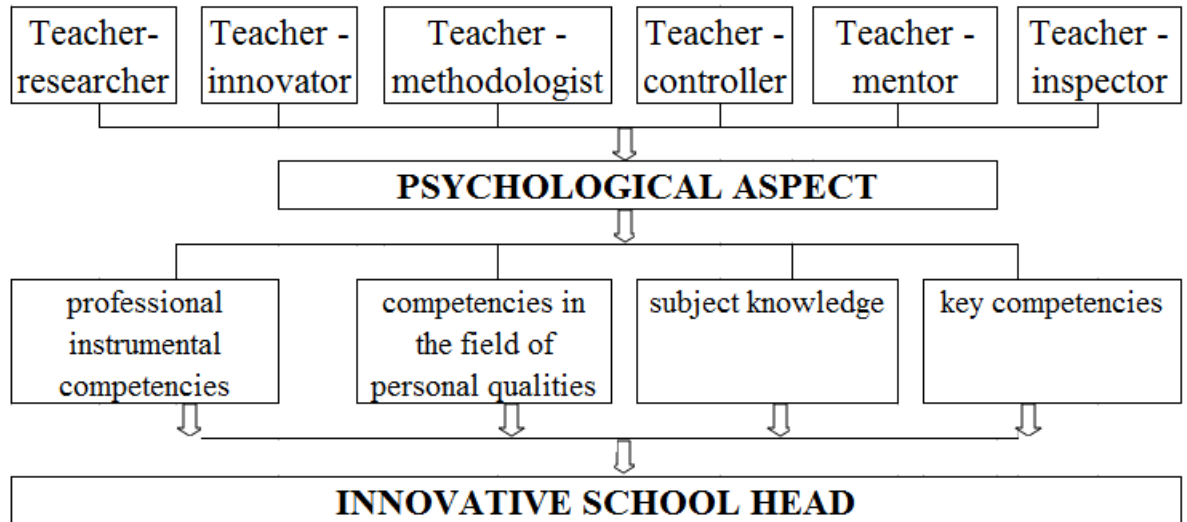 Teacher-
researcher
Teacher -
innovator
Teacher -
methodologist
Teacher -
controller
Teacher -
mentor
Teacher -
inspector
PSYCHOLOGICAL ASPECT
professional
instrumental
competencies
competencies in
the field of
personal qualities
subject knowledge
key competencies
INNOVATIVE SCHOOL HEAD